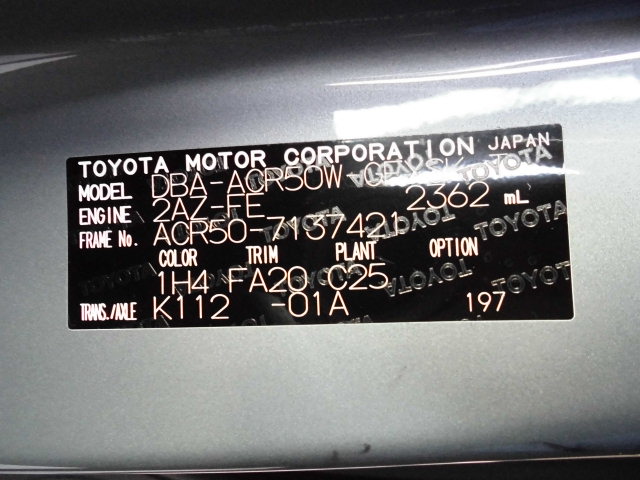 TOYOTA MOTOR CORPORATION JAPAN
MODEL DBA-ACR50W-
ENGINE 2AZ-FE 2362 mL
FRAME No. ACR50-7137421
COLOR TRIM PLANT OPTION
1H4 FA20 C25
TRANS./AXLE K112 -01A 197